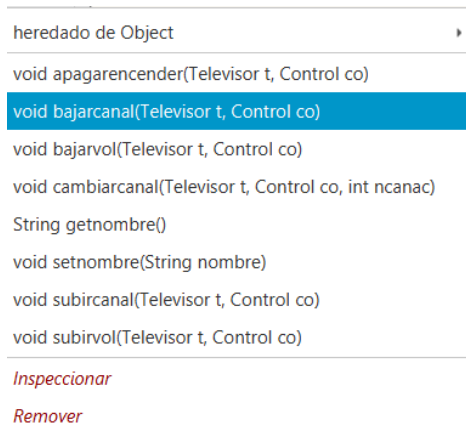 heredado de Object
void apagarencender(Televisor t, Control co)
void bajarcanal(Televisor t, Control co)
void bajarvol(Televisor t, Control co)
void cambiarcanal(Televisor t, Control co, int ncanac)
String getnombre()
void setnombre(String nombre)
void subircanal(Televisor t, Control co)
void subirvol(Televisor t, Control co)
Inspeccionar
Remover